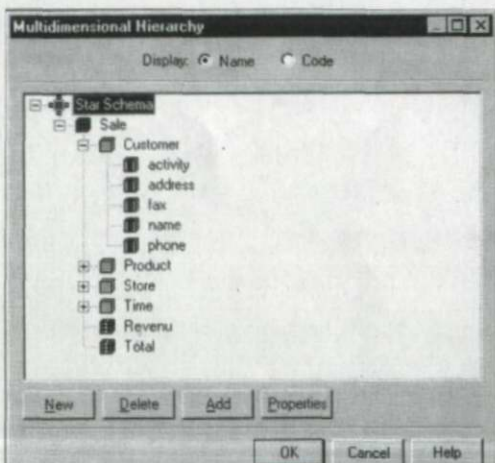 Multidimensional Hierarchy
Display: Name Code
Star Schema
Sale
Customer
activity
address
fax
name
phone
Product
Store
Time
Revenu
Total
New Delete Add Properties
OK Cancel Help